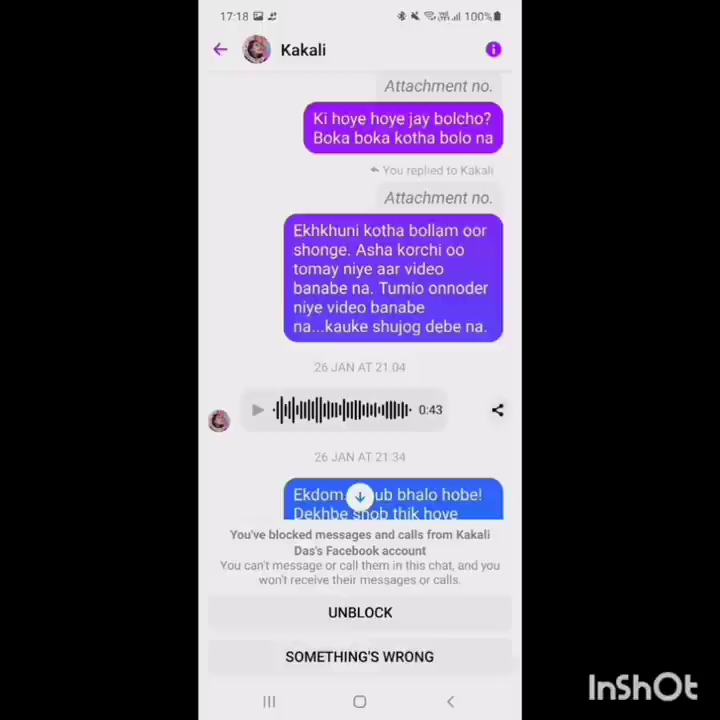 17:18
100%
Kakali
Attachment no.
Ki hoye hoye jay bolcho?
Boka boka kotha bolo na
You replied to Kakali
Attachment no.
Ekhkhuni kotha bollam oor
shonge. Asha korchi oo
tomay niye aar video
banabe na. Tumio onnoder
niye video banabe
na...kauke shujog debe na.
26 JAN AT 21:04
0:43
26 JAN AT 21:34
Ekdom. ub bhalo hobe!
Dekhbe shob thik hoye
You've blocked messages and calls from Kakali
Das's Facebook account
You can't message or call them in this chat, and you
won't receive their messages or calls.
UNBLOCK
SOMETHING'S WRONG
InShOt